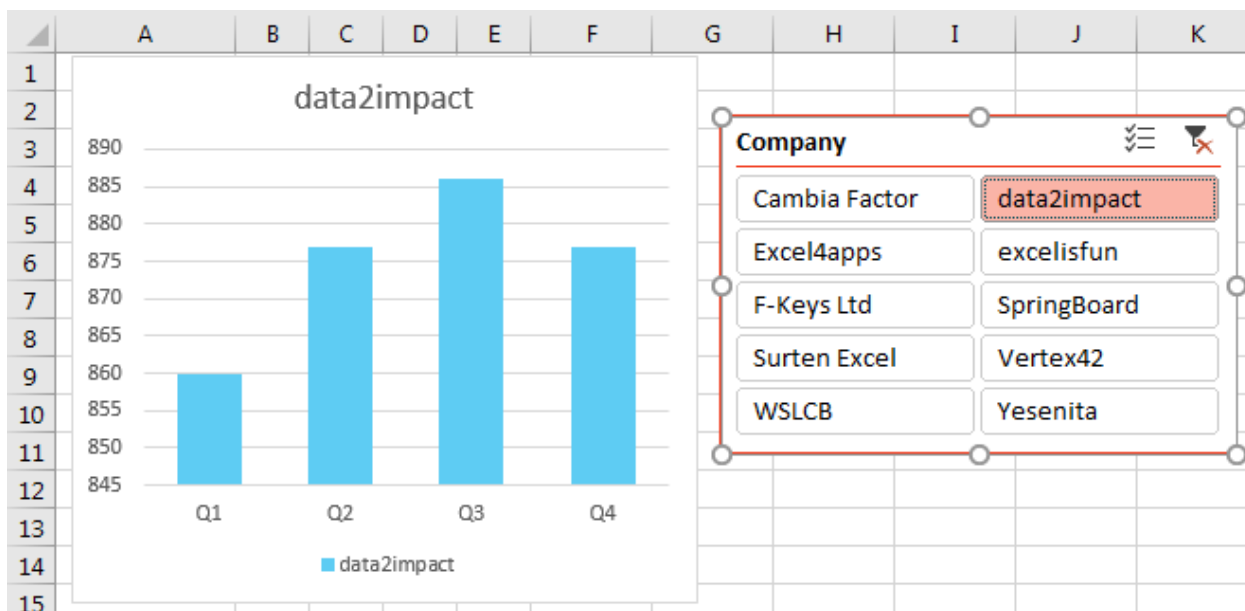 A B C D E F G H I J K
1
2
3
4
5
6
7
8
9
10
11
12
13
14
15
data2impact
890
885
880
875
870
865
860
855
850
845
Q1 Q2 Q3 Q4
data2impact
Company
Cambia Factor data2impact
Excel4apps excelisfun
F-Keys Ltd SpringBoard
Surten Excel Vertex42
WSLCB Yesenita